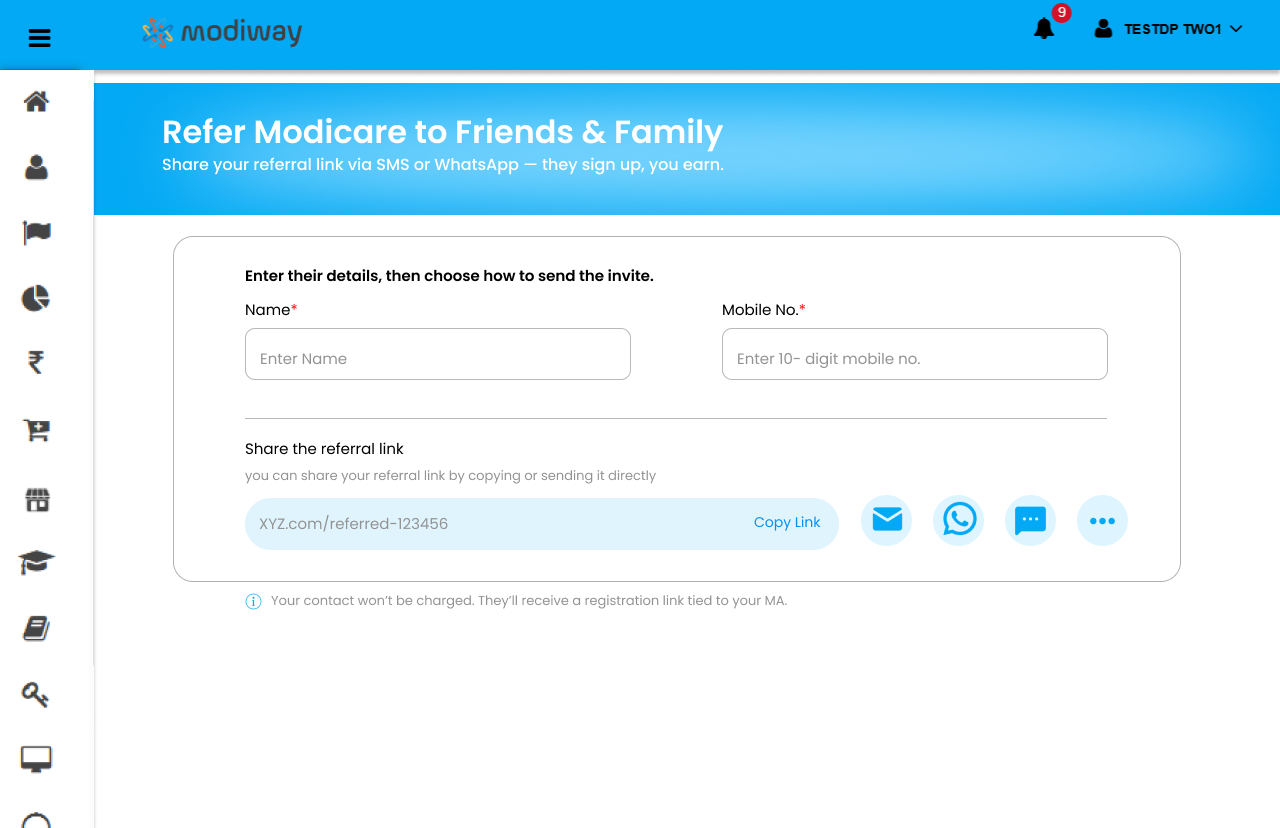 modiway
9
TESTDP TWO1
Refer Modicare to Friends & Family
Share your referral link via SMS or WhatsApp — they sign up, you earn.
Enter their details, then choose how to send the invite.
Name*
Mobile No.*
Enter Name
Enter 10- digit mobile no.
Share the referral link
you can share your referral link by copying or sending it directly
XYZ.com/referred-123456
Copy Link
Your contact won’t be charged. They’ll receive a registration link tied to your MA.